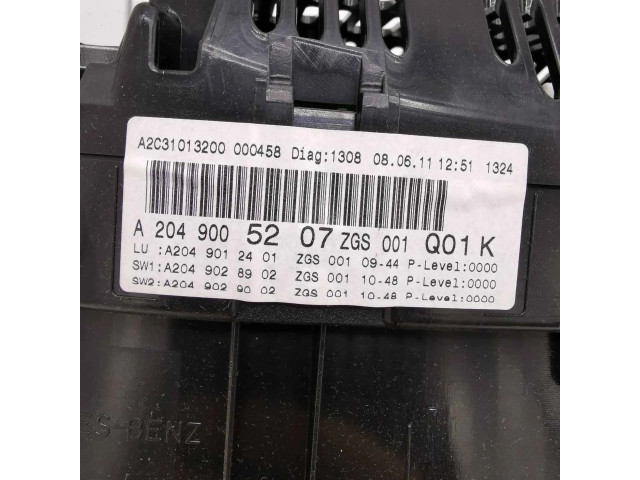 A2C31013200 000458 Diag:1308 08.06.11 12:51 1324
A 204 900 52 07 ZGS 001 Q01 K
LU : A204 901 24 01 ZGS 001 09-44 P-Level:0000
SW1: A204 902 89 02 ZGS 001 10-48 P-Level:0000
SW2: A204 902 90 02 ZGS 001 10-48 P-Level:0000
S-BENZ